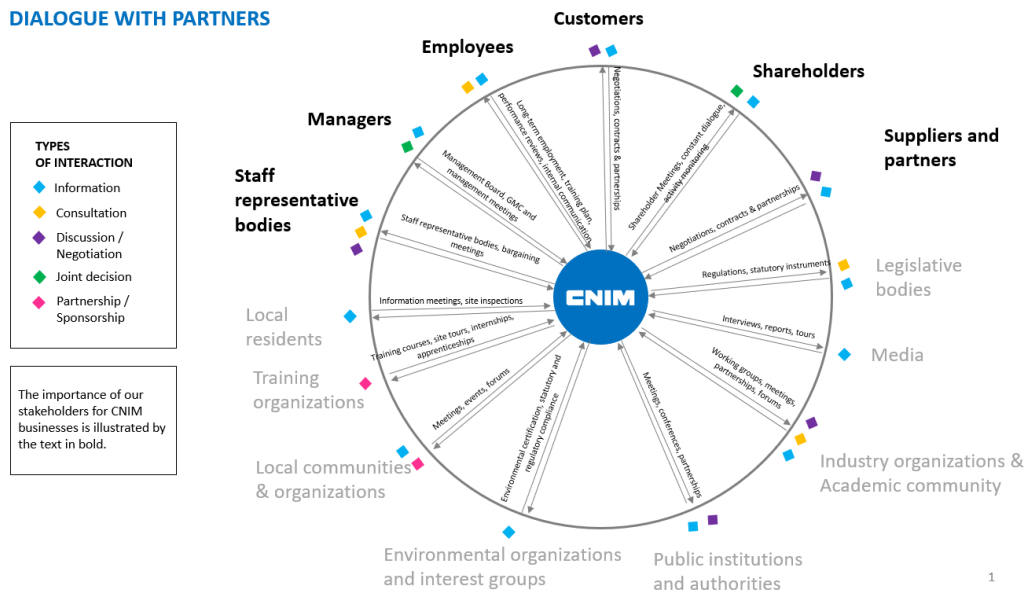 DIALOGUE WITH PARTNERS
Customers
Employees
Shareholders
Managers
Suppliers and
partners
Staff
representative
bodies
TYPES
OF INTERACTION
Information
Consultation
Discussion /
Negotiation
Joint decision
Partnership /
Sponsorship
The importance of our
stakeholders for CNIM
businesses is illustrated by
the text in bold.
Negotiations, contracts & partnerships
Long-term employment, training plan,
performance reviews, internal communication
Shareholder Meetings, constant dialogue,
activity monitoring
Management Board, GMC and
management meetings
Negotiations, contracts & partnerships
Staff representative bodies, bargaining
meetings
Regulations, statutory instruments
CNIM
Information meetings, site inspections
Interviews, reports, tours
Training courses, site tours, internships,
apprenticeships
Working groups, meetings,
partnerships, forums
Meetings, events, forums
Environmental certification, statutory and
regulatory compliance
Meetings, conferences, partnerships
Legislative
bodies
Local
residents
Media
Training
organizations
Local communities
& organizations
Industry organizations &
Academic community
Environmental organizations
and interest groups
Public institutions
and authorities
1